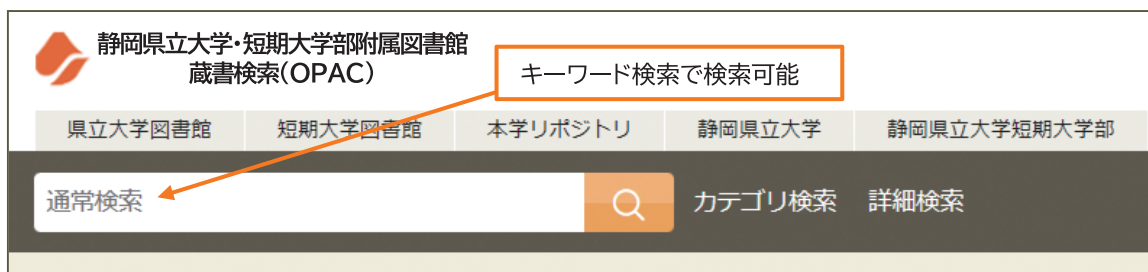 静岡県立大学・短期大学部附属図書館
蔵書検索(OPAC)
キーワード検索で検索可能
県立大学図書館 短期大学図書館 本学リポジトリ 静岡県立大学 静岡県立大学短期大学部
通常検索 カテゴリ検索 詳細検索